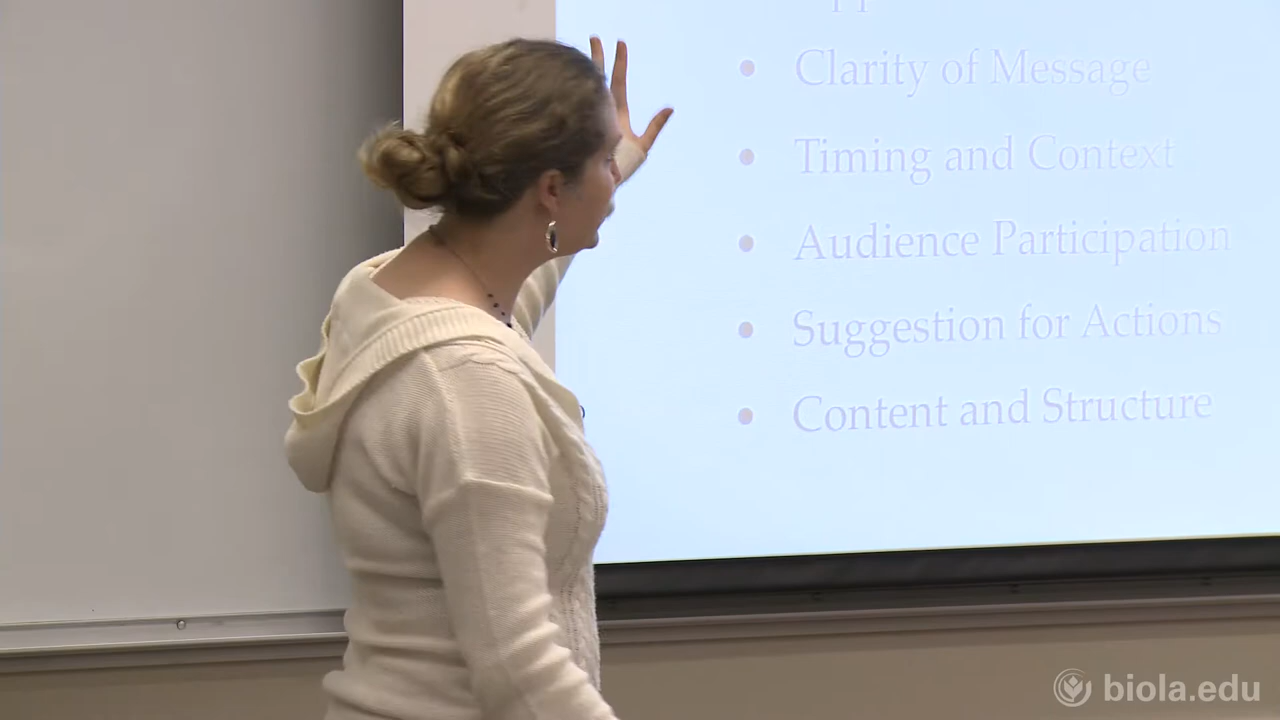 • Clarity of Message
• Timing and Context
• Audience Participation
• Suggestion for Actions
• Content and Structure
biola.edu